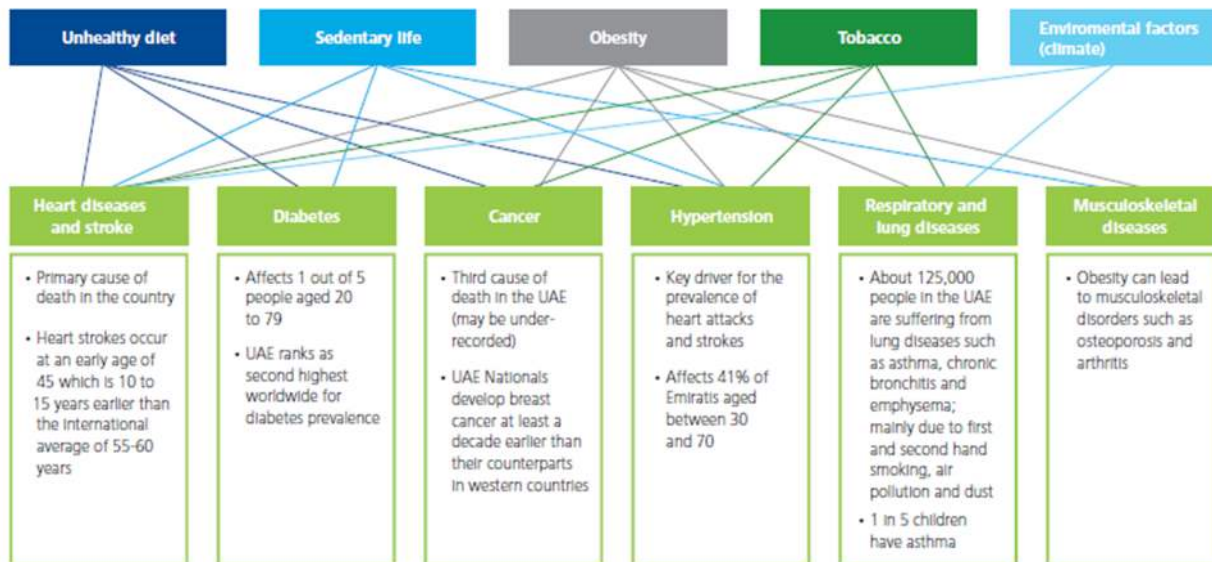 Unhealthy diet
Sedentary life
Obesity
Tobacco
Enviromental factors
(climate)
Heart diseases
and stroke
Diabetes
Cancer
Hypertension
Respiratory and
lung diseases
Musculoskeletal
diseases
• Primary cause of
death in the country
• Heart strokes occur
at an early age of
45 which is 10 to
15 years earlier than
the international
average of 55-60
years
• Affects 1 out of 5
people aged 20
to 79
• UAE ranks as
second highest
worldwide for
diabetes prevalence
• Third cause of
death in the UAE
(may be under-
recorded)
• UAE Nationals
develop breast
cancer at least a
decade earlier than
their counterparts
in western countries
• Key driver for the
prevalence of
heart attacks
and strokes
• Affects 41% of
Emiratis aged
between 30
and 70
• About 125,000
people in the UAE
are suffering from
lung diseases such
as asthma, chronic
bronchitis and
emphysema;
mainly due to first
and second hand
smoking, air
pollution and dust
• 1 in 5 children
have asthma
• Obesity can lead
to musculoskeletal
disorders such as
osteoporosis and
arthritis